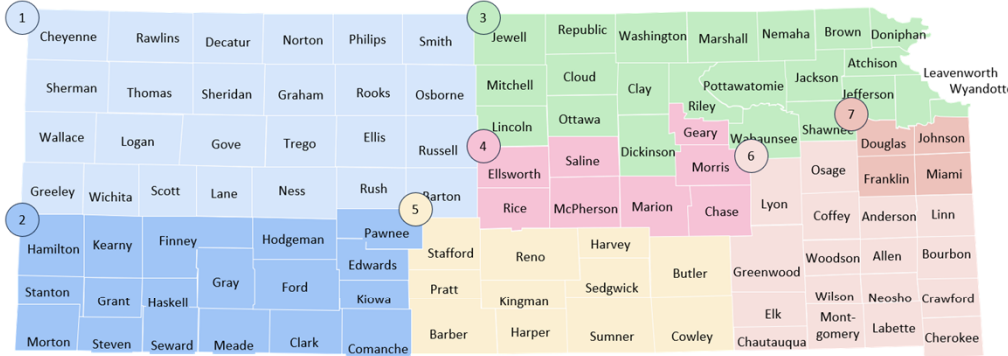 1
3
Cheyenne Rawlins Decatur Norton Philips Smith Jewell Republic Washington Marshall Nemaha Brown Doniphan
Atchison
Leavenworth
Wyandotte
Sherman Thomas Sheridan Graham Rooks Osborne Mitchell Cloud Clay Pottawatomie Jackson Jefferson
Riley
7
Wallace Logan Gove Trego Ellis Russell Lincoln Ottawa Geary Wabaunsee Shawnee Douglas Johnson
4
6
Dickinson
Saline
Morris
Ellsworth
Osage
Franklin Miami
Greeley Wichita Scott Lane Ness Rush Barton Rice McPherson Marion Chase Lyon
5
2
Coffey Anderson Linn
Hamilton Kearny Finney Hodgeman Pawnee Stafford Reno Harvey Butler
Edwards
Greenwood Woodson Allen Bourbon
Stanton Grant Haskell Gray Ford Kiowa Pratt Kingman Sedgwick
Wilson Neosho Crawford
Elk
Morton Steven Seward Meade Clark Comanche Barber Harper Sumner Cowley
Chautauqua
Mont-
gomery
Labette
Cherokee